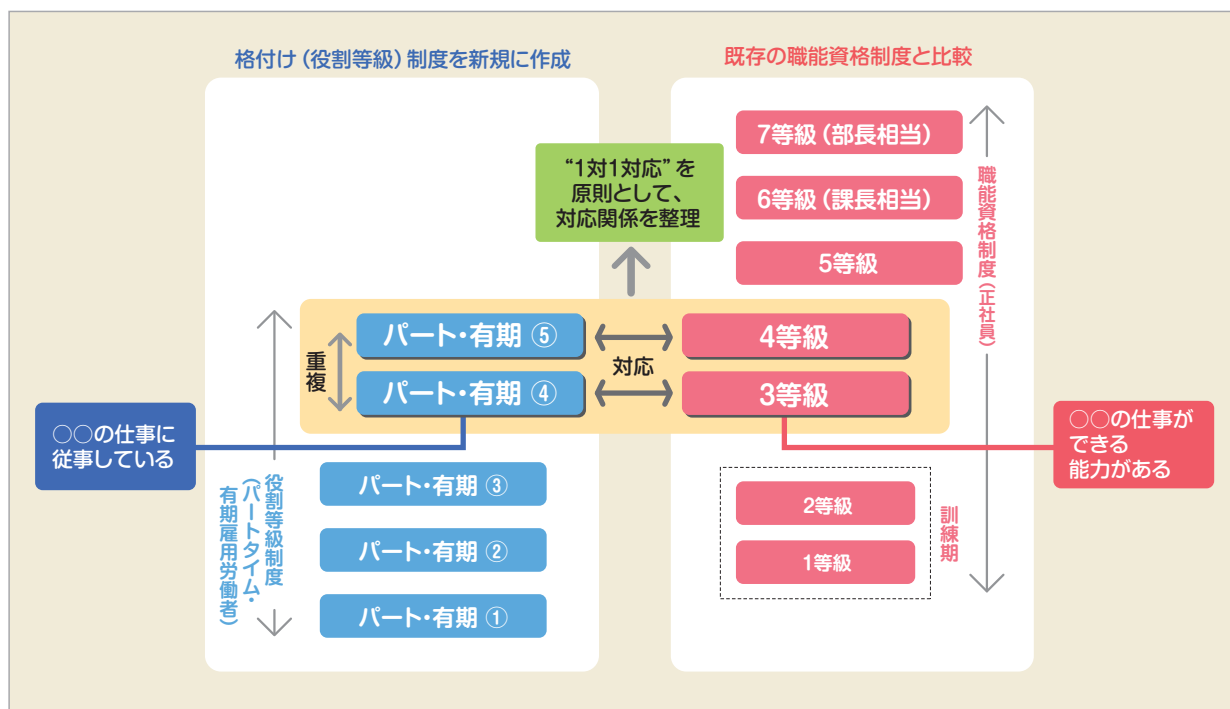 格付け(役割等級)制度を新規に作成
既存の職能資格制度と比較
“1対1対応”を
原則として、
対応関係を整理
7等級(部長相当)
6等級(課長相当)
5等級
職能資格制度(正社員)
重複
パート・有期 ⑤
対応
4等級
パート・有期 ④
3等級
○○の仕事に
従事している
○○の仕事が
できる
能力がある
役割等級制度
(パートタイム・
有期雇用労働者)
パート・有期 ③
パート・有期 ②
パート・有期 ①
2等級
1等級
訓練期